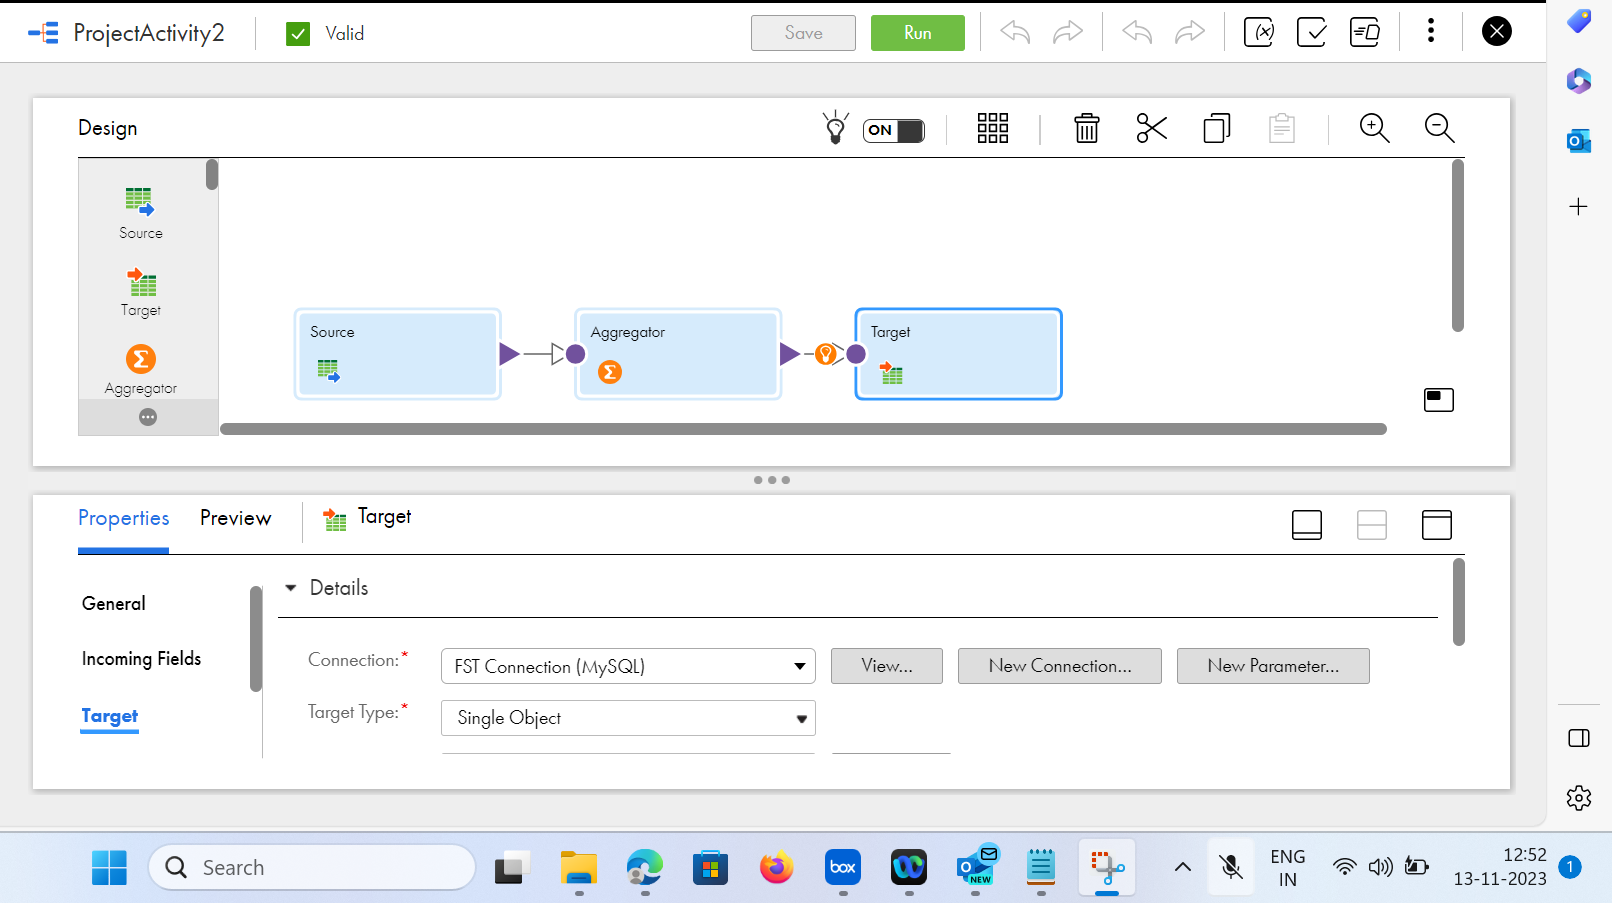 ProjectActivity2
Valid
Save
Run
Design
ON
Source
Target
Aggregator
Source
Aggregator
Target
Properties
Preview
Target
General
Incoming Fields
Target
Details
Connection:*
FST Connection (MySQL)
View...
New Connection...
New Parameter...
Target Type:*
Single Object
Search
box
NEW
ENG
IN
12:52
13-11-2023
1